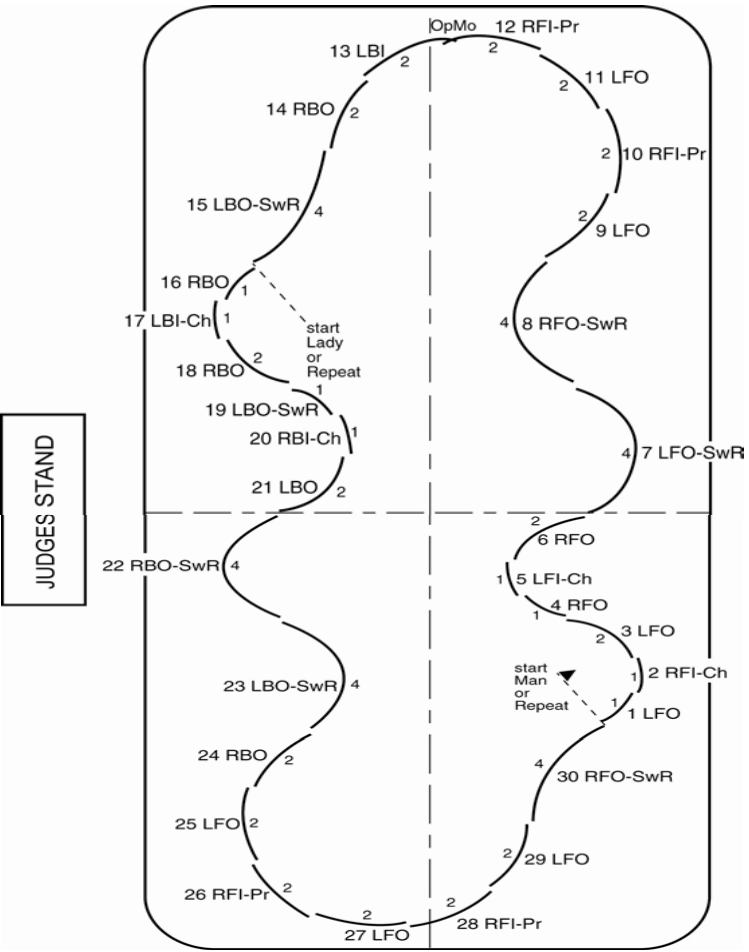 OpMo
12 RFI-Pr
2
13 LBI
2
11 LFO
2
14 RBO
2
10 RFI-Pr
2
15 LBO-SwR
4
9 LFO
2
16 RBO
1
17 LBI-Ch
1
8 RFO-SwR
4
start
Lady
or
Repeat
18 RBO
2
19 LBO-SwR
1
20 RBI-Ch
1
7 LFO-SwR
4
21 LBO
2
JUDGES STAND
6 RFO
2
22 RBO-SwR
4
5 LFI-Ch
1
4 RFO
1
3 LFO
2
2 RFI-Ch
1
start
Man
or
Repeat
1 LFO
1
23 LBO-SwR
4
24 RBO
2
30 RFO-SwR
4
25 LFO
2
29 LFO
2
26 RFI-Pr
2
27 LFO
2
28 RFI-Pr
2